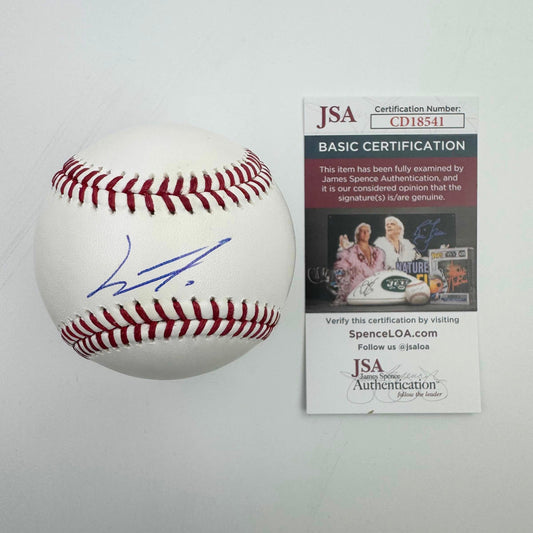 JSA
Certification Number:
CD18541
BASIC CERTIFICATION
This item has been fully examined by
James Spence Authentication, and
it is our considered opinion that the
signature(s) is/are genuine.
NATURE
Verify this certification by visiting
SpenceLOA.com
Follow us @jsaloa
JSA
James Spence
Authentication
follow the leader